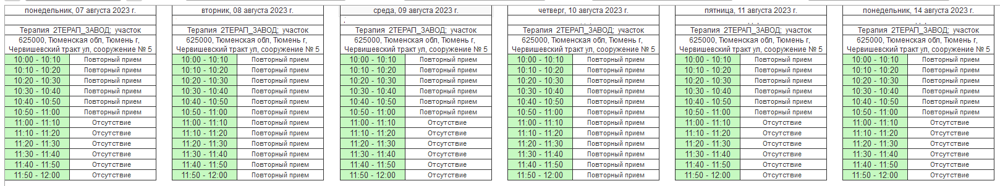 понедельник, 07 августа 2023 г.
Терапия 2ТЕРАП_ЗАВОД; участок
625000, Тюменская обл, Тюмень г,
Червишевский тракт ул, сооружение № 5
10:00 - 10:10 Повторный прием
10:10 - 10:20 Повторный прием
10:20 - 10:30 Повторный прием
10:30 - 10:40 Повторный прием
10:40 - 10:50 Повторный прием
10:50 - 11:00 Повторный прием
11:00 - 11:10 Отсутствие
11:10 - 11:20 Отсутствие
11:20 - 11:30 Отсутствие
11:30 - 11:40 Отсутствие
11:40 - 11:50 Отсутствие
11:50 - 12:00 Отсутствие
вторник, 08 августа 2023 г.
Терапия 2ТЕРАП_ЗАВОД; участок
625000, Тюменская обл, Тюмень г,
Червишевский тракт ул, сооружение № 5
10:00 - 10:10 Повторный прием
10:10 - 10:20 Повторный прием
10:20 - 10:30 Повторный прием
10:30 - 10:40 Повторный прием
10:40 - 10:50 Повторный прием
10:50 - 11:00 Повторный прием
11:00 - 11:10 Повторный прием
11:10 - 11:20 Повторный прием
11:20 - 11:30 Повторный прием
11:30 - 11:40 Повторный прием
11:40 - 11:50 Повторный прием
11:50 - 12:00 Повторный прием
среда, 09 августа 2023 г.
Терапия 2ТЕРАП_ЗАВОД; участок
625000, Тюменская обл, Тюмень г,
Червишевский тракт ул, сооружение № 5
10:00 - 10:10 Повторный прием
10:10 - 10:20 Повторный прием
10:20 - 10:30 Повторный прием
10:30 - 10:40 Повторный прием
10:40 - 10:50 Повторный прием
10:50 - 11:00 Повторный прием
11:00 - 11:10 Отсутствие
11:10 - 11:20 Отсутствие
11:20 - 11:30 Отсутствие
11:30 - 11:40 Отсутствие
11:40 - 11:50 Отсутствие
11:50 - 12:00 Отсутствие
четверг, 10 августа 2023 г.
Терапия 2ТЕРАП_ЗАВОД; участок
625000, Тюменская обл, Тюмень г,
Червишевский тракт ул, сооружение № 5
10:00 - 10:10 Повторный прием
10:10 - 10:20 Повторный прием
10:20 - 10:30 Повторный прием
10:30 - 10:40 Повторный прием
10:40 - 10:50 Повторный прием
10:50 - 11:00 Повторный прием
11:00 - 11:10 Повторный прием
11:10 - 11:20 Повторный прием
11:20 - 11:30 Повторный прием
11:30 - 11:40 Повторный прием
11:40 - 11:50 Повторный прием
11:50 - 12:00 Повторный прием
пятница, 11 августа 2023 г.
Терапия 2ТЕРАП_ЗАВОД; участок
625000, Тюменская обл, Тюмень г,
Червишевский тракт ул, сооружение № 5
10:00 - 10:10 Повторный прием
10:10 - 10:20 Повторный прием
10:20 - 10:30 Повторный прием
10:30 - 10:40 Повторный прием
10:40 - 10:50 Повторный прием
10:50 - 11:00 Повторный прием
11:00 - 11:10 Отсутствие
11:10 - 11:20 Отсутствие
11:20 - 11:30 Отсутствие
11:30 - 11:40 Отсутствие
11:40 - 11:50 Отсутствие
11:50 - 12:00 Отсутствие
понедельник, 14 августа 2023 г.
Терапия 2ТЕРАП_ЗАВОД; участок
625000, Тюменская обл, Тюмень г,
Червишевский тракт ул, сооружение № 5
10:00 - 10:10 Повторный прием
10:10 - 10:20 Повторный прием
10:20 - 10:30 Повторный прием
10:30 - 10:40 Повторный прием
10:40 - 10:50 Повторный прием
10:50 - 11:00 Повторный прием
11:00 - 11:10 Отсутствие
11:10 - 11:20 Отсутствие
11:20 - 11:30 Отсутствие
11:30 - 11:40 Отсутствие
11:40 - 11:50 Отсутствие
11:50 - 12:00 Отсутствие